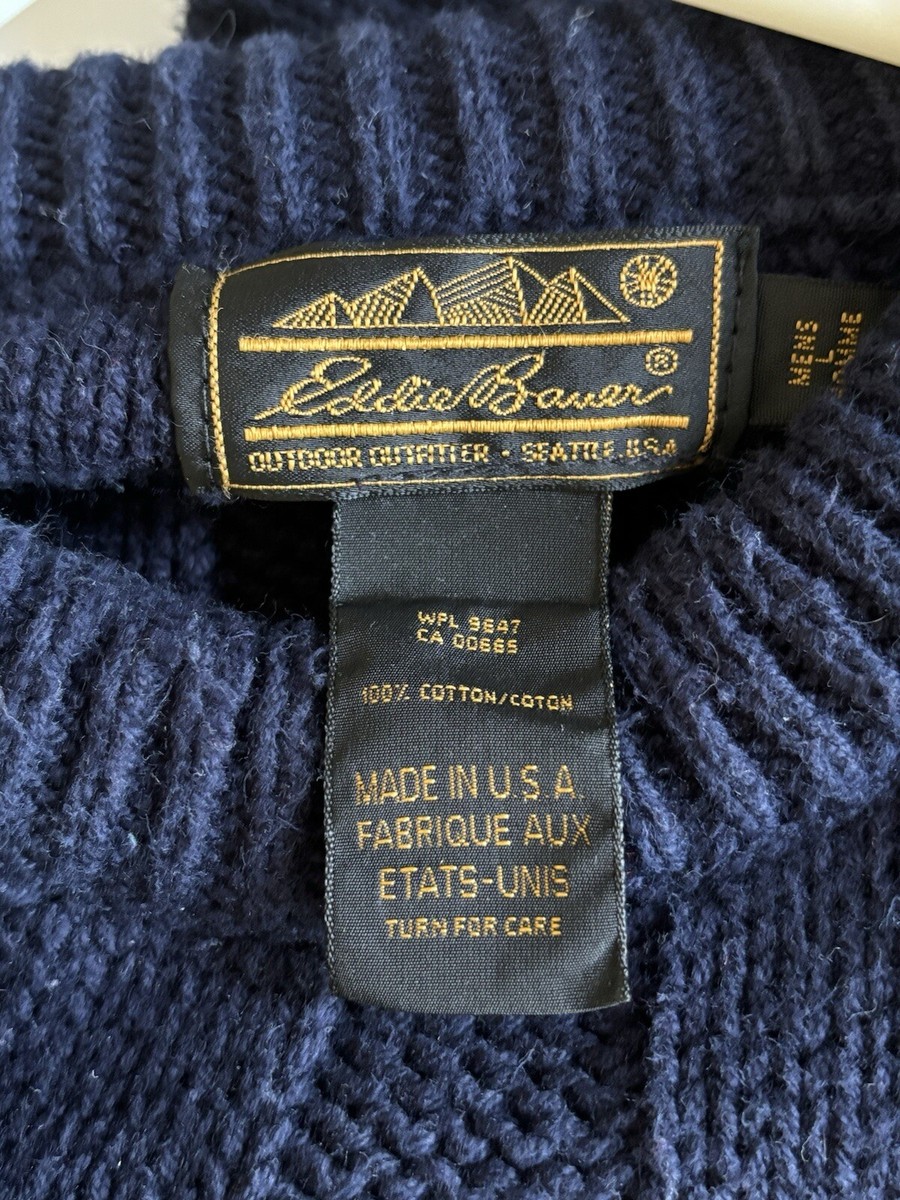 Eddie Bauer®
OUTDOOR OUTFITTER · SEATTLE, U.S.A
MENS
L
WPL 9647
CA 00665
100% COTTON/COTON
MADE IN U.S.A.
FABRIQUE AUX
ETATS-UNIS
TURN FOR CARE